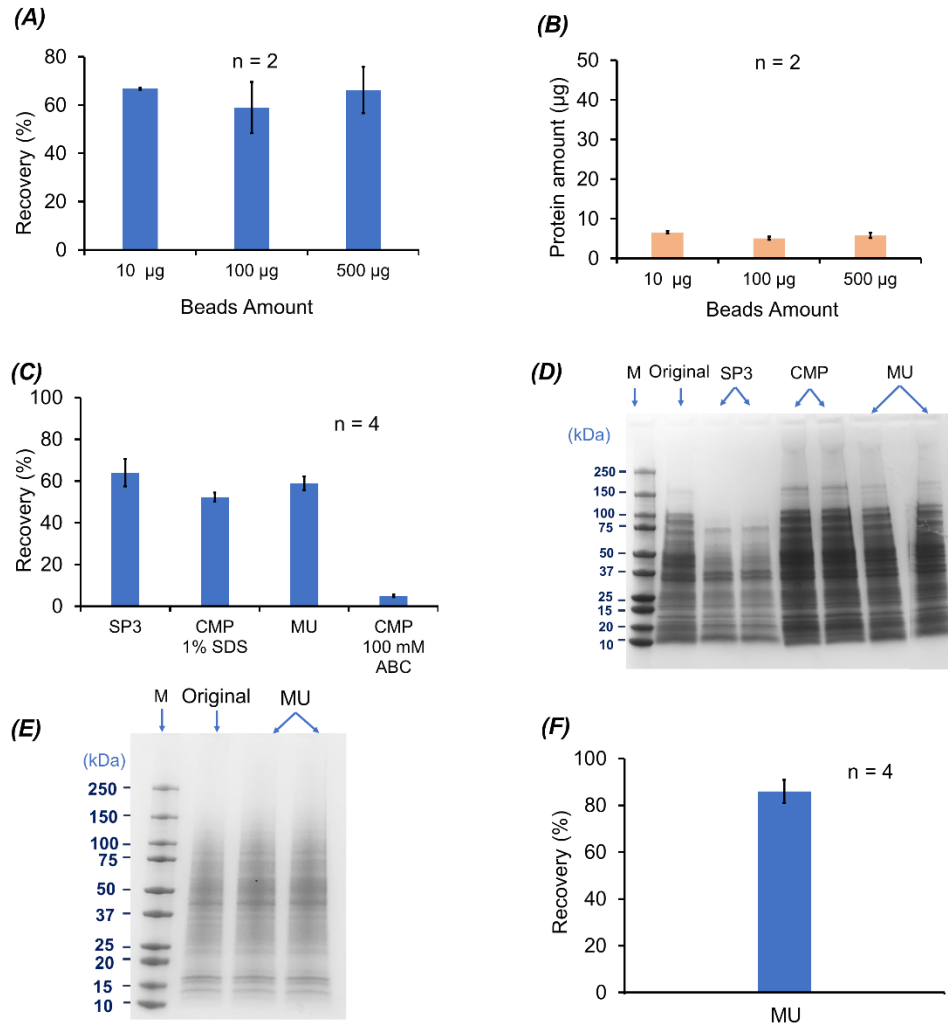 (A)
n = 2
Recovery (%)
80
60
40
20
0
10 µg 100 µg 500 µg
Beads Amount
(B)
n = 2
Protein amount (µg)
50
40
30
20
10
0
10 µg 100 µg 500 µg
Beads Amount
(C)
n = 4
Recovery (%)
100
80
60
40
20
0
SP3 CMP MU CMP
1% SDS 100 mM
ABC
(D)
M Original SP3 CMP MU
(kDa)
250
150
100
75
50
37
25
15
20
10
(E)
M Original MU
(kDa)
250
150
100
75
50
37
25
20
15
10
(F)
n = 4
Recovery (%)
100
80
60
40
20
0
MU